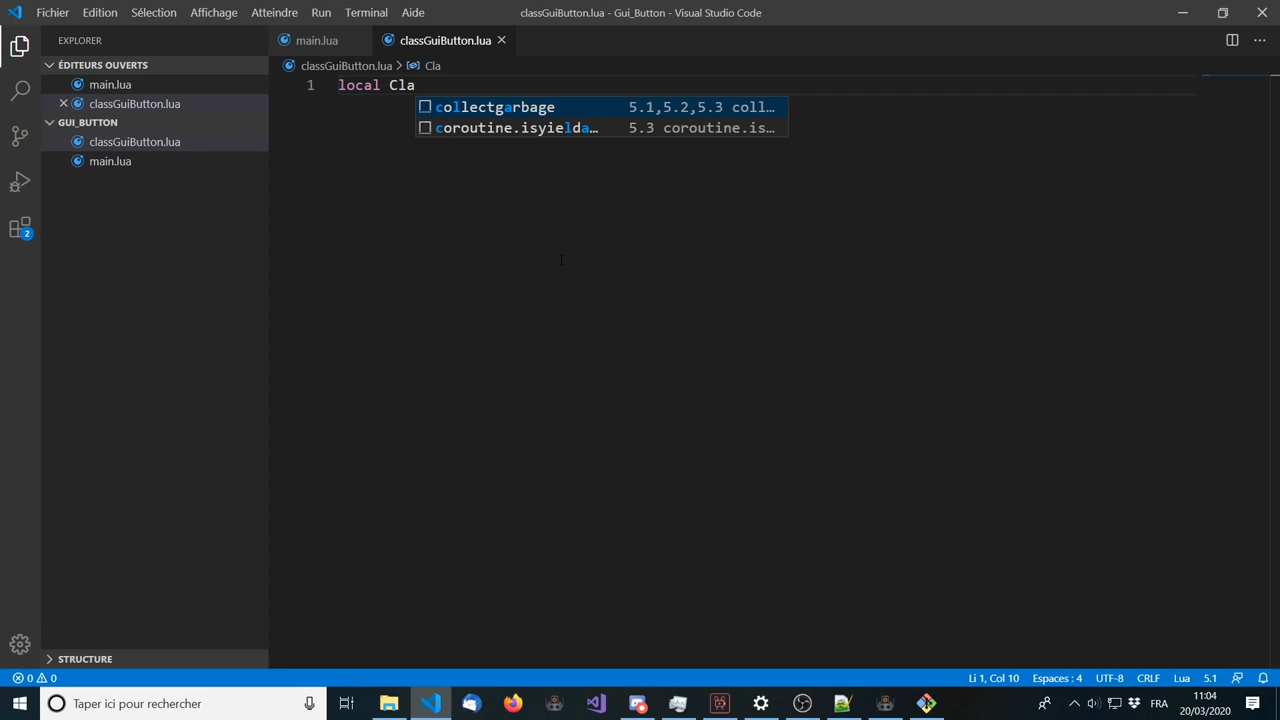 Fichier Edition Sélection Affichage Atteindre Run Terminal Aide classGuiButton.lua - Gui_Button - Visual Studio Code
EXPLORER
main.lua classGuiButton.lua
ÉDITEURS OUVERTS
main.lua
classGuiButton.lua
GUI_BUTTON
classGuiButton.lua
main.lua
classGuiButton.lua > Cla
1 local Cla
collectgarbage 5.1,5.2,5.3 coll…
coroutine.isyielda… 5.3 coroutine.is…
2
STRUCTURE
0 0 Li 1, Col 10 Espaces : 4 UTF-8 CRLF Lua 5.1
Taper ici pour rechercher
FRA
11:04
20/03/2020